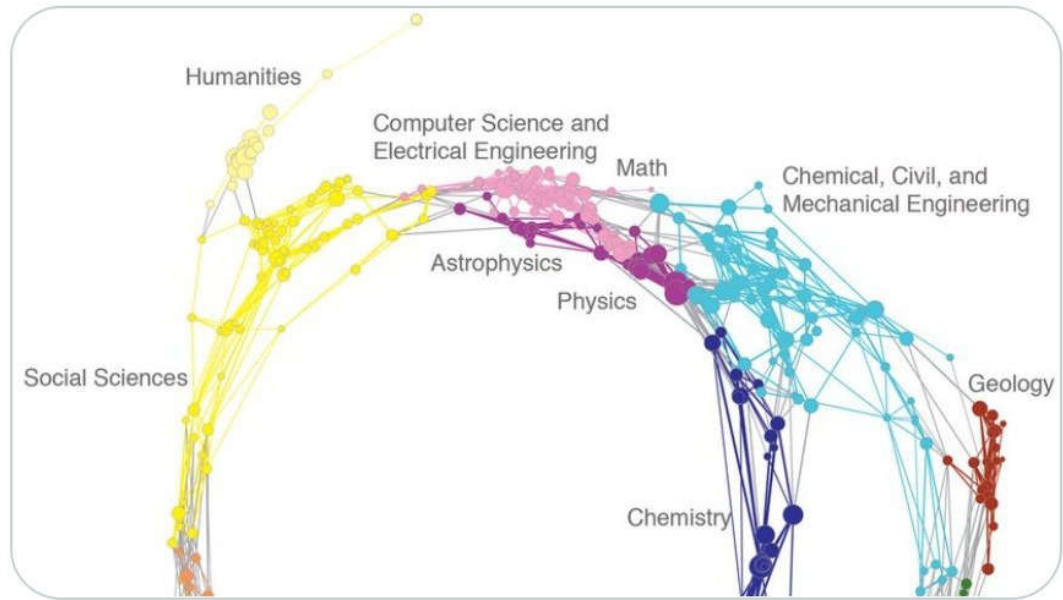 Humanities
Computer Science and
Electrical Engineering
Math
Chemical, Civil, and
Mechanical Engineering
Astrophysics
Physics
Social Sciences
Geology
Chemistry